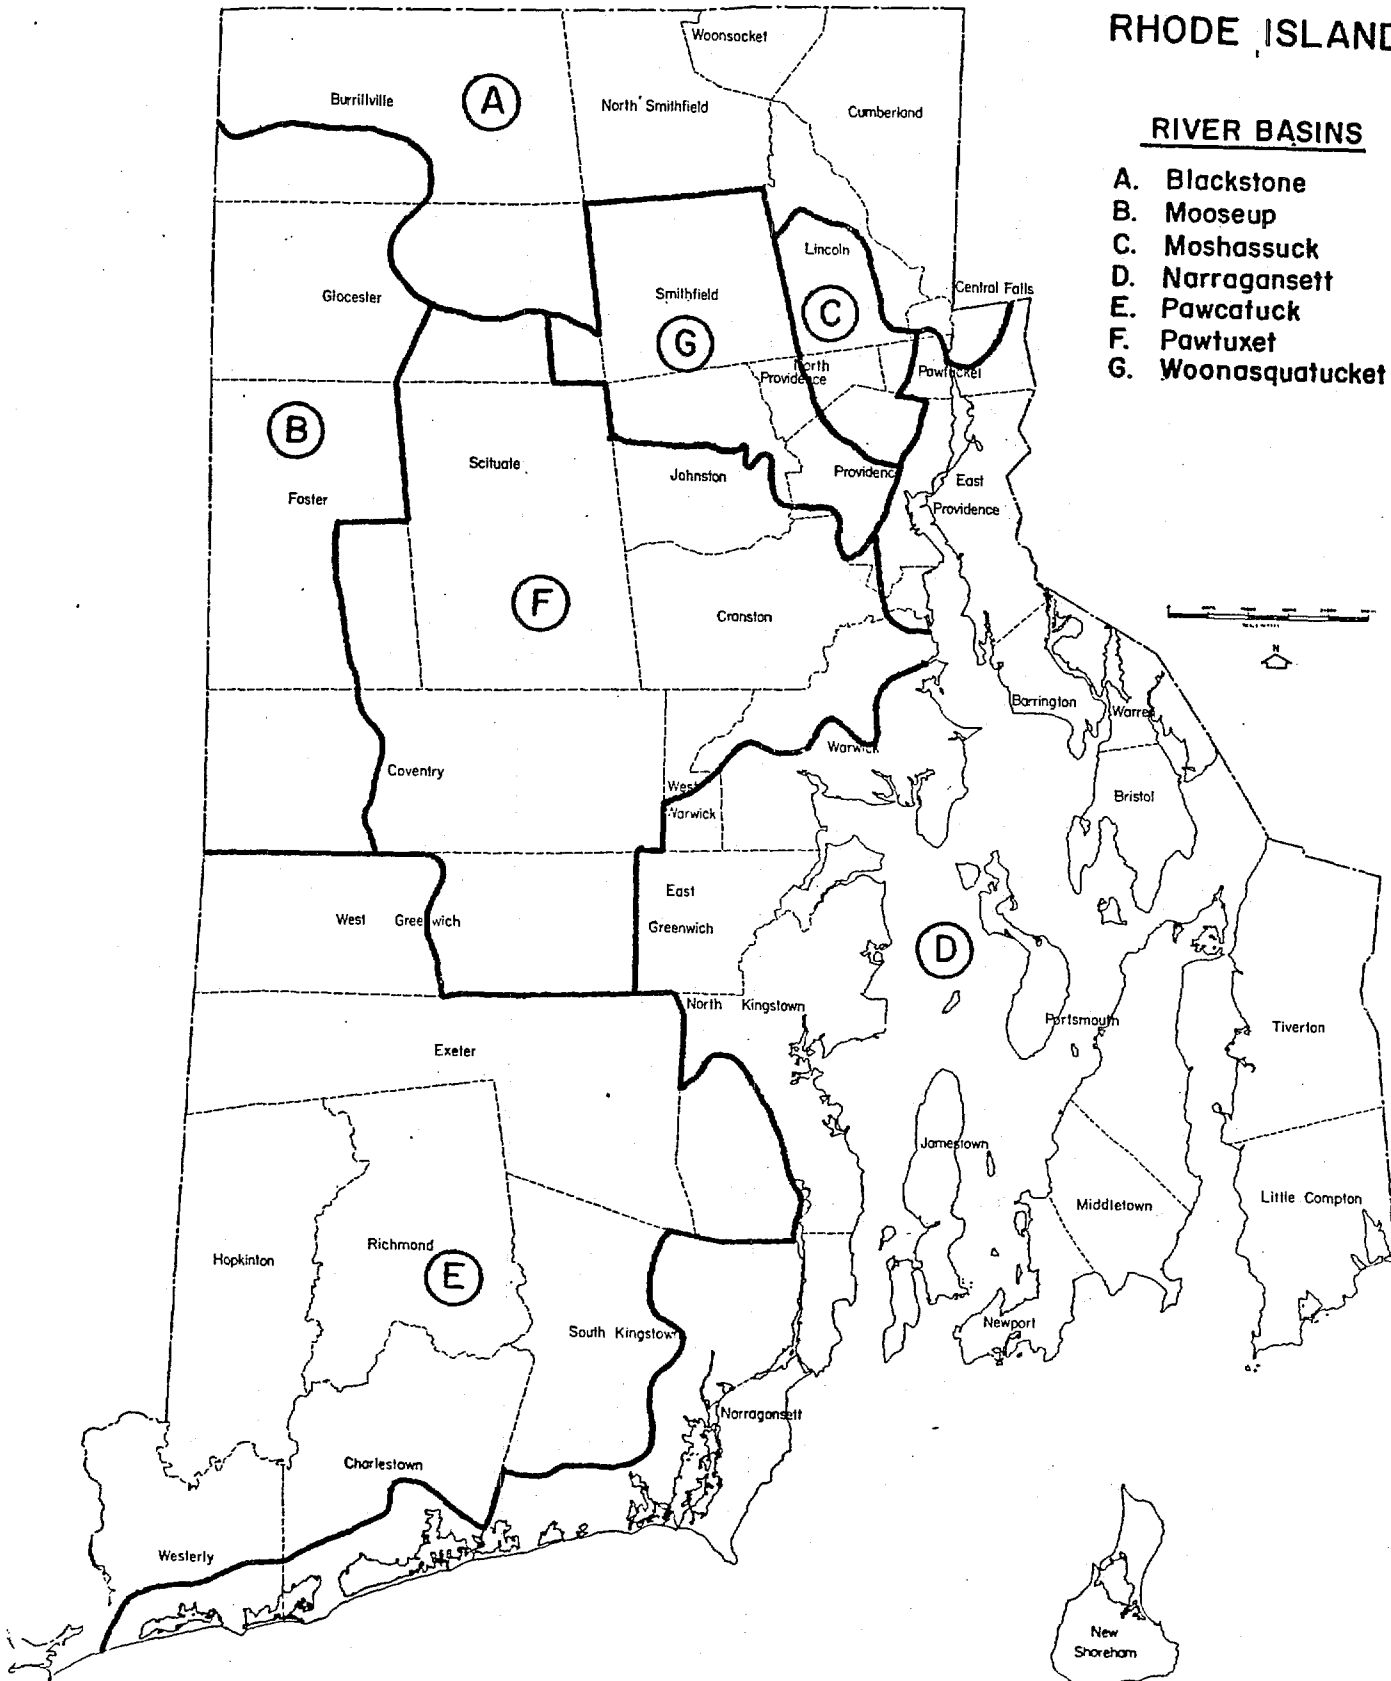 RHODE ISLAND
RIVER BASINS
A. Blackstone
B. Mooseup
C. Moshassuck
D. Narragansett
E. Pawcatuck
F. Pawtuxet
G. Woonasquatucket
Woonsocket
Burrillville
A
North Smithfield
Cumberland
Lincoln
Glocester
Smithfield
Central Falls
C
G
North
Providence
Pawtucket
B
Scituate
Johnston
Providence
East
Providence
Foster
F
Cranston
N
Barrington
Warren
Warwick
Coventry
West
Warwick
Bristol
East
Greenwich
West Greenwich
D
North Kingstown
Portsmouth
Tiverton
Exeter
Jamestown
Middletown
Little Compton
Hopkinton
Richmond
E
South Kingstown
Newport
Narragansett
Charlestown
Westerly
New
Shoreham